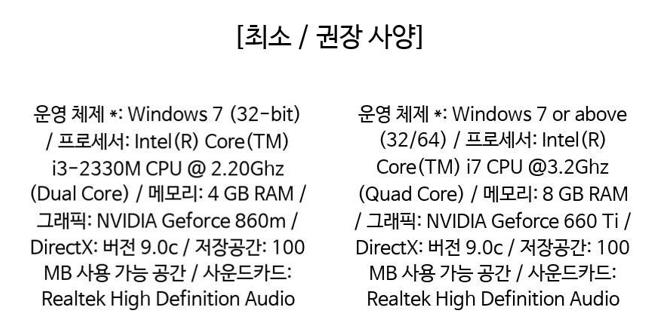 [최소 / 권장 사양]
운영 체제 *: Windows 7 (32-bit)
/ 프로세서: Intel(R) Core(TM)
i3-2330M CPU @ 2.20Ghz
(Dual Core) / 메모리: 4 GB RAM /
그래픽: NVIDIA Geforce 860m /
DirectX: 버전 9.0c / 저장공간: 100
MB 사용 가능 공간 / 사운드카드:
Realtek High Definition Audio
운영 체제 *: Windows 7 or above
(32/64) / 프로세서: Intel(R)
Core(TM) i7 CPU @3.2Ghz
(Quad Core) / 메모리: 8 GB RAM
/ 그래픽: NVIDIA Geforce 660 Ti /
DirectX: 버전 9.0c / 저장공간: 100
MB 사용 가능 공간 / 사운드카드:
Realtek High Definition Audio